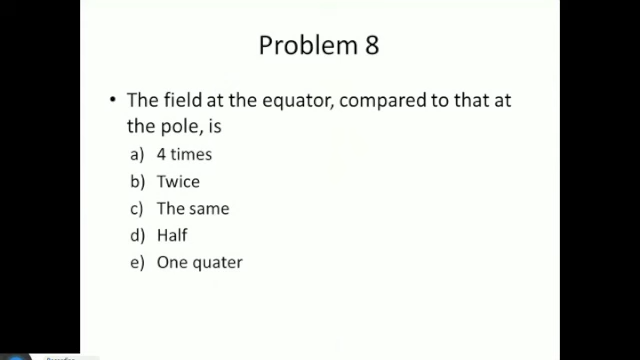 Problem 8
• The field at the equator, compared to that at
the pole, is
a) 4 times
b) Twice
c) The same
d) Half
e) One quater